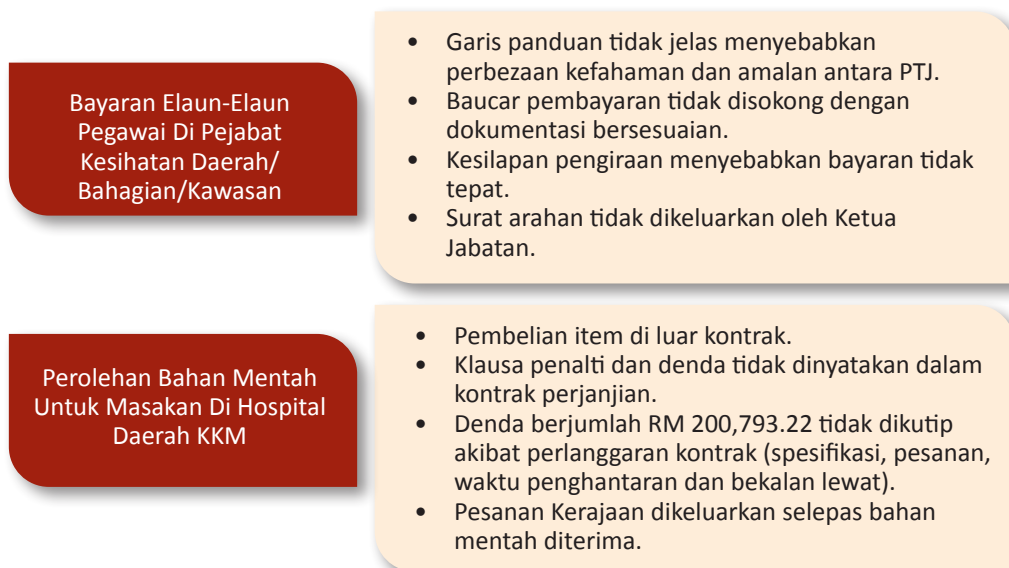 Bayaran Elaun-Elaun
Pegawai Di Pejabat
Kesihatan Daerah/
Bahagian/Kawasan
• Garis panduan tidak jelas menyebabkan
perbezaan kefahaman dan amalan antara PTJ.
• Baucar pembayaran tidak disokong dengan
dokumentasi bersesuaian.
• Kesilapan pengiraan menyebabkan bayaran tidak
tepat.
• Surat arahan tidak dikeluarkan oleh Ketua
Jabatan.
Perolehan Bahan Mentah
Untuk Masakan Di Hospital
Daerah KKM
• Pembelian item di luar kontrak.
• Klausa penalti dan denda tidak dinyatakan dalam
kontrak perjanjian.
• Denda berjumlah RM 200,793.22 tidak dikutip
akibat perlanggaran kontrak (spesifikasi, pesanan,
waktu penghantaran dan bekalan lewat).
• Pesanan Kerajaan dikeluarkan selepas bahan
mentah diterima.